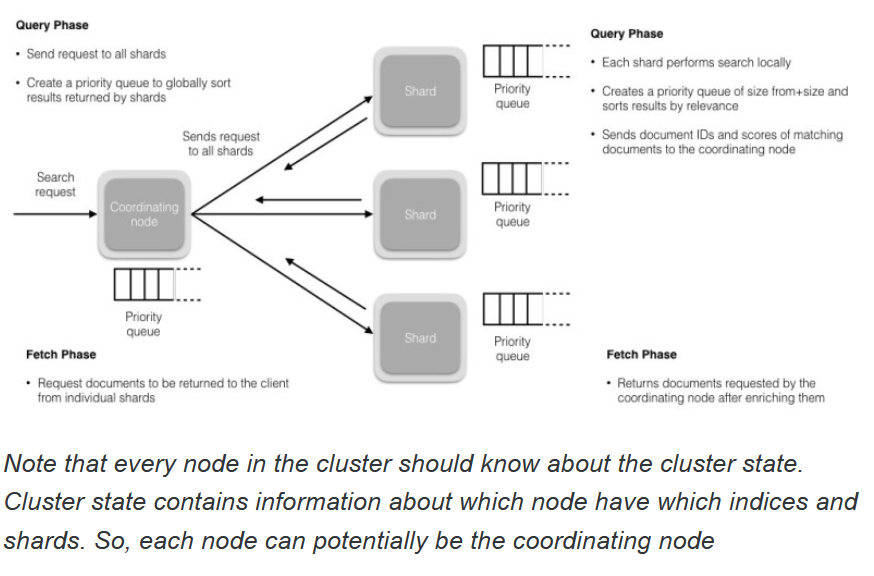 Query Phase
• Send request to all shards
• Create a priority queue to globally sort
results returned by shards
Search
request
Coordinating
node
Priority
queue
Fetch Phase
• Request documents to be returned to the client
from individual shards
Sends request
to all shards
Shard
Priority
queue
Shard
Priority
queue
Shard
Priority
queue
Query Phase
• Each shard performs search locally
• Creates a priority queue of size from+size and
sorts results by relevance
• Sends document IDs and scores of matching
documents to the coordinating node
Fetch Phase
• Returns documents requested by the
coordinating node after enriching them
Note that every node in the cluster should know about the cluster state.
Cluster state contains information about which node have which indices and
shards. So, each node can potentially be the coordinating node